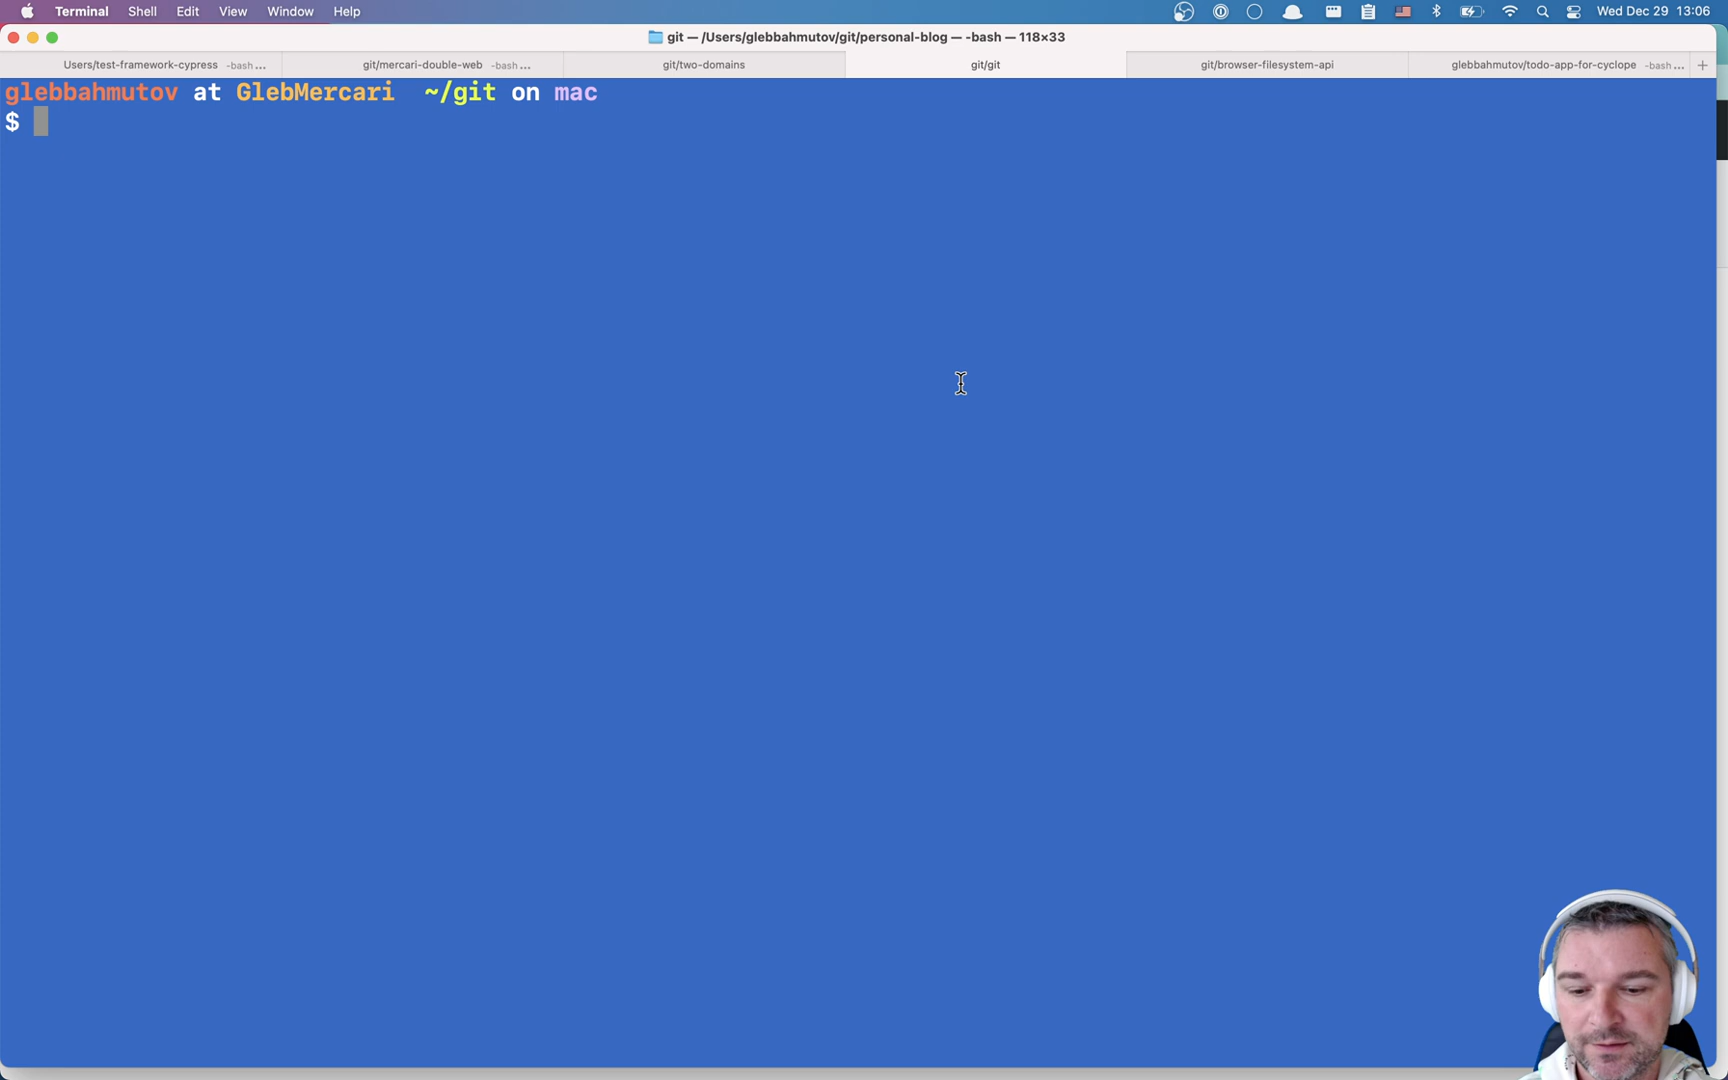 Terminal Shell Edit View Window Help Wed Dec 29 13:06
git — /Users/glebbahmutov/git/personal-blog — -bash — 118×33
Users/test-framework-cypress -bash... git/mercari-double-web -bash... git/two-domains git/git git/browser-filesystem-api glebbahmutov/todo-app-for-cyclope -bash... +
glebbahmutov at GlebMercari ~/git on mac
$